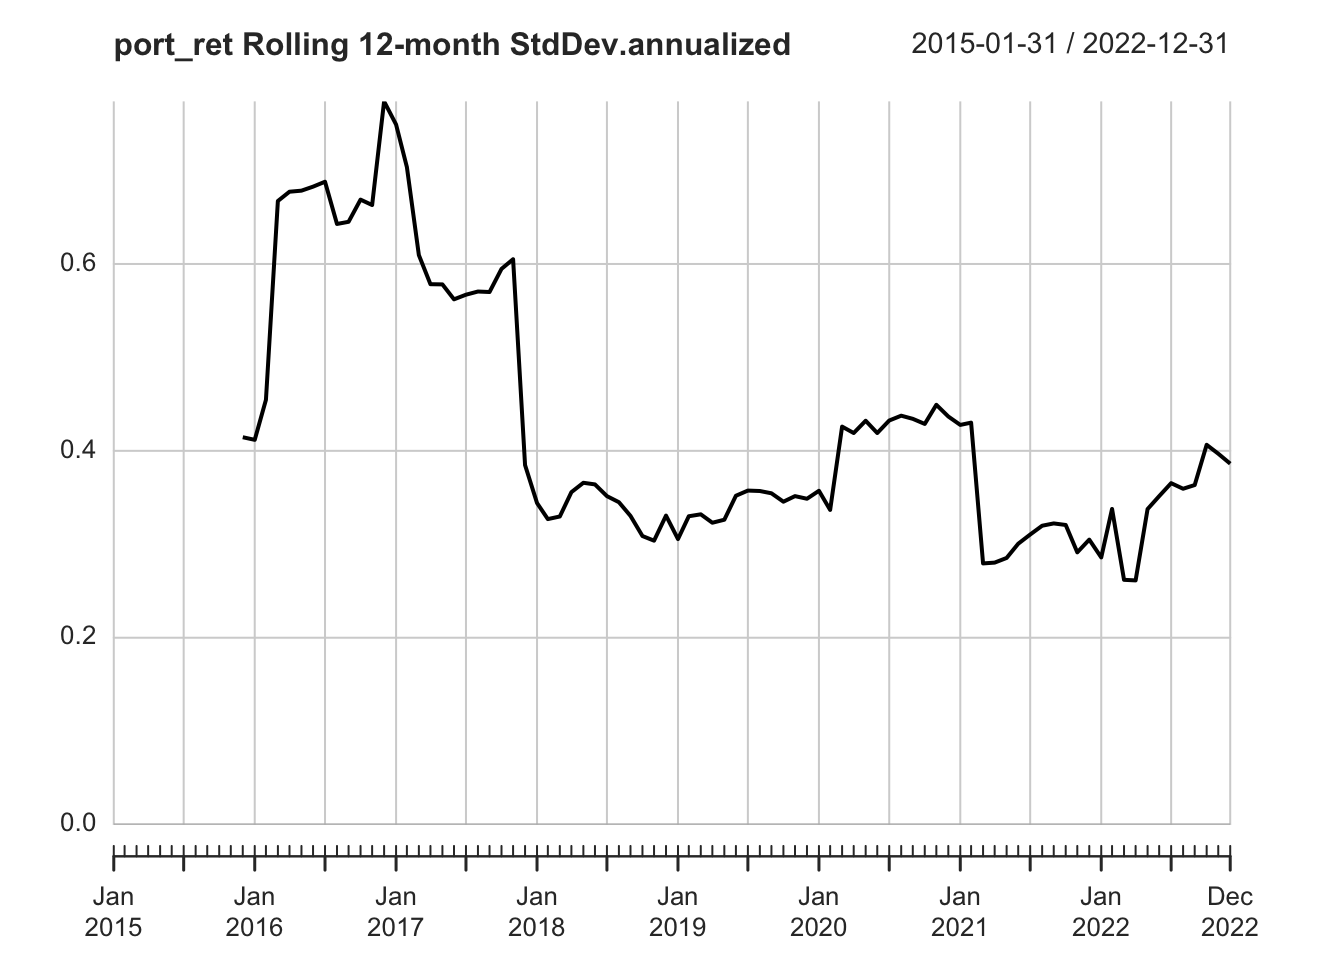 port_ret Rolling 12-month StdDev.annualized 2015-01-31 / 2022-12-31
0.6
0.4
0.2
0.0
Jan Jan Jan Jan Jan Jan Jan Jan Dec
2015 2016 2017 2018 2019 2020 2021 2022 2022